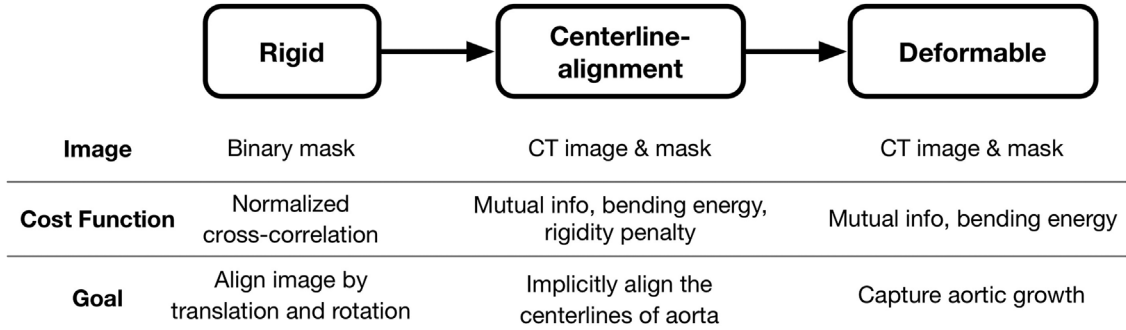 Rigid
Centerline-
alignment
Deformable
Image
Binary mask
CT image & mask
CT image & mask
Cost Function
Normalized
cross-correlation
Mutual info, bending energy,
rigidity penalty
Mutual info, bending energy
Goal
Align image by
translation and rotation
Implicitly align the
centerlines of aorta
Capture aortic growth